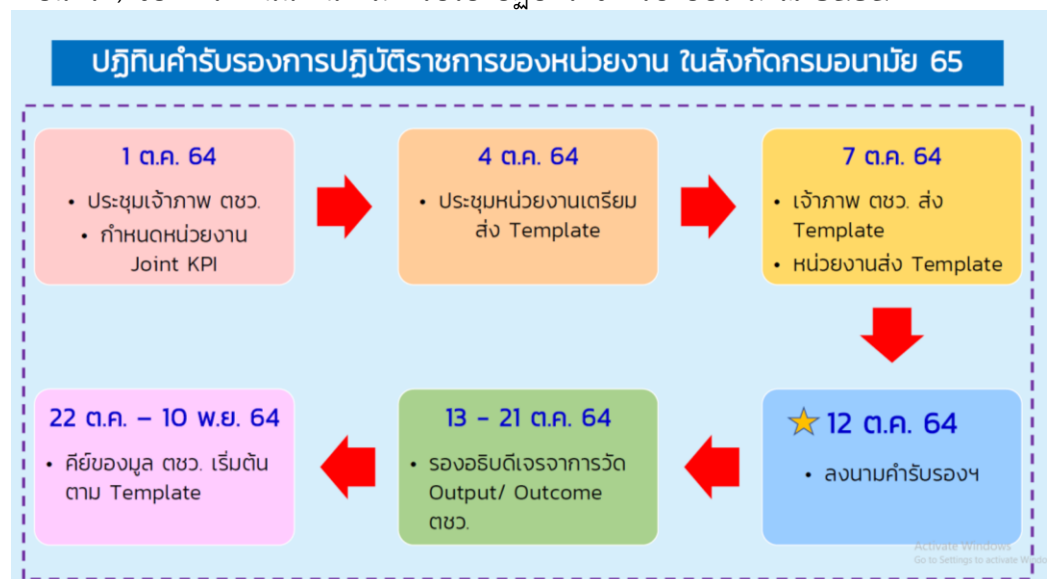 ปฏิทินคำรับรองการปฏิบัติราชการของหน่วยงาน ในสังกัดกรมอนามัย 65
1 ต.ค. 64
• ประชุมเจ้าภาพ ตชว.
• กำหนดหน่วยงาน
Joint KPI
4 ต.ค. 64
• ประชุมหน่วยงานเตรียม
ส่ง Template
7 ต.ค. 64
• เจ้าภาพ ตชว. ส่ง
Template
• หน่วยงานส่ง Template
12 ต.ค. 64
• ลงนามคำรับรองฯ
13 - 21 ต.ค. 64
• รองอธิบดีเจรจาการวัด
Output/ Outcome
ตชว.
22 ต.ค. – 10 พ.ย. 64
• คีย์ของมูล ตชว. เริ่มต้น
ตาม Template
Activate Windows